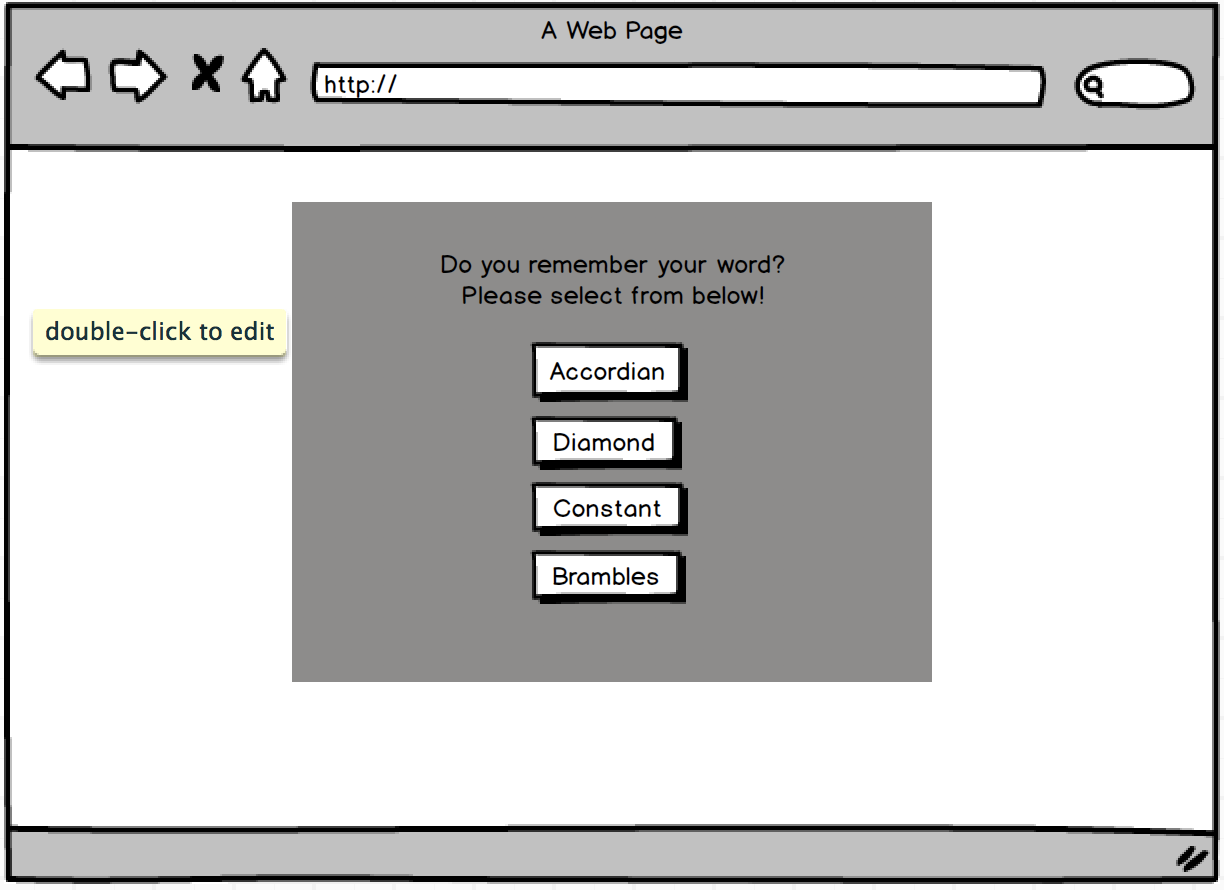 A Web Page
http://
Do you remember your word?
Please select from below!
double-click to edit
Accordian
Diamond
Constant
Brambles